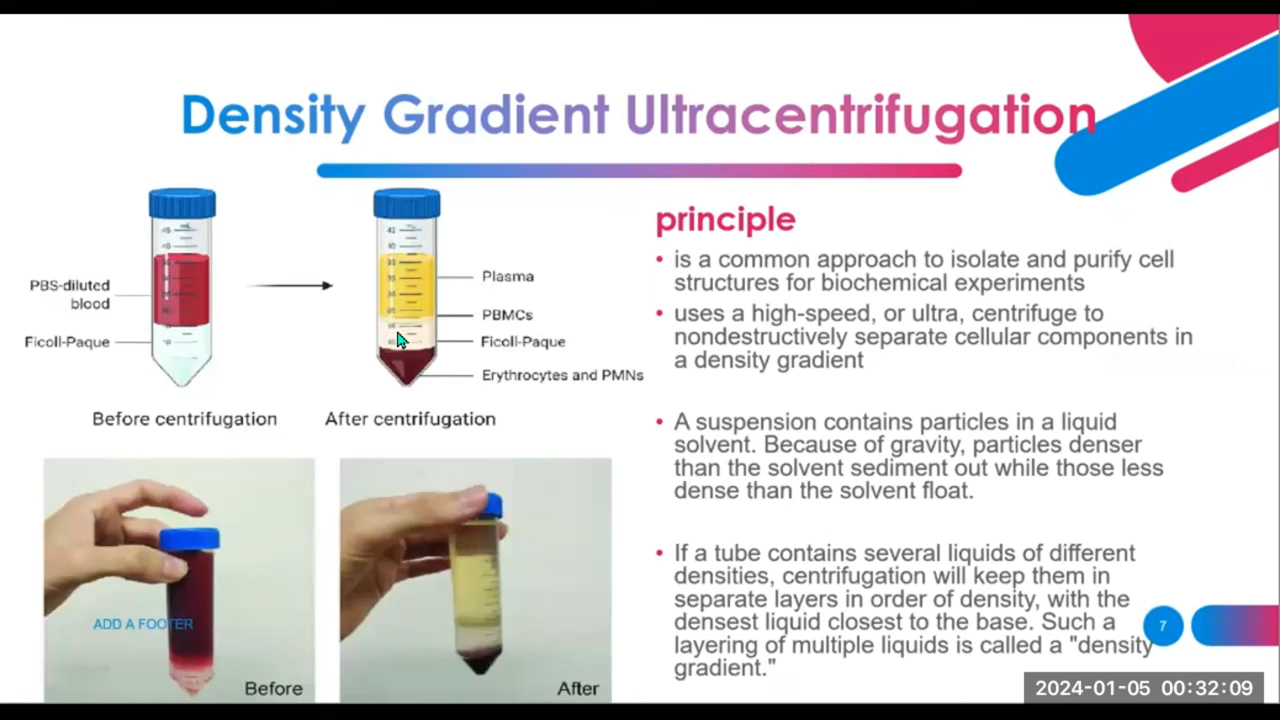 Density Gradient Ultracentrifugation
PBS-diluted
blood
Ficoll-Paque
Plasma
PBMCs
Ficoll-Paque
Erythrocytes and PMNs
Before centrifugation
After centrifugation
ADD A FOOTER
Before
After
principle
• is a common approach to isolate and purify cell
structures for biochemical experiments
• uses a high-speed, or ultra, centrifuge to
nondestructively separate cellular components in
a density gradient
• A suspension contains particles in a liquid
solvent. Because of gravity, particles denser
than the solvent sediment out while those less
dense than the solvent float.
• If a tube contains several liquids of different
densities, centrifugation will keep them in
separate layers in order of density, with the
densest liquid closest to the base. Such a
layering of multiple liquids is called a "density
gradient."
7
2024-01-05 00:32:09